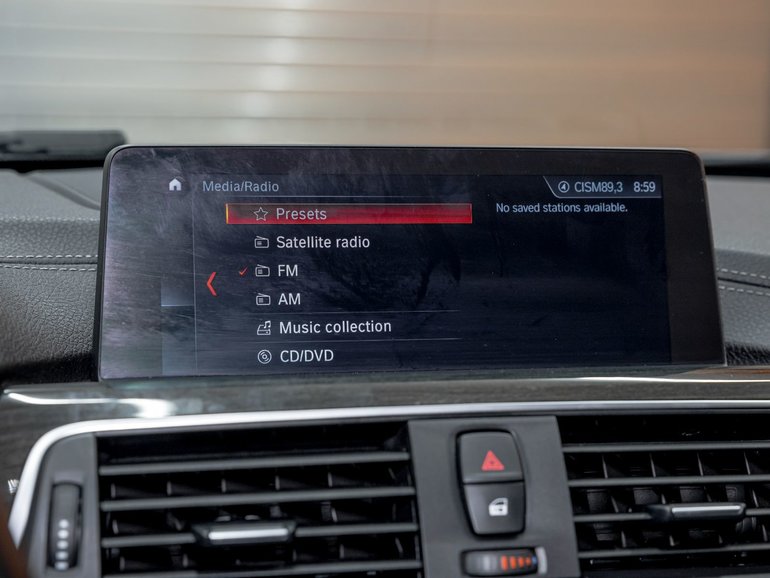 Media/Radio
CISM89,3 8:59
Presets
No saved stations available.
Satellite radio
FM
AM
Music collection
CD/DVD